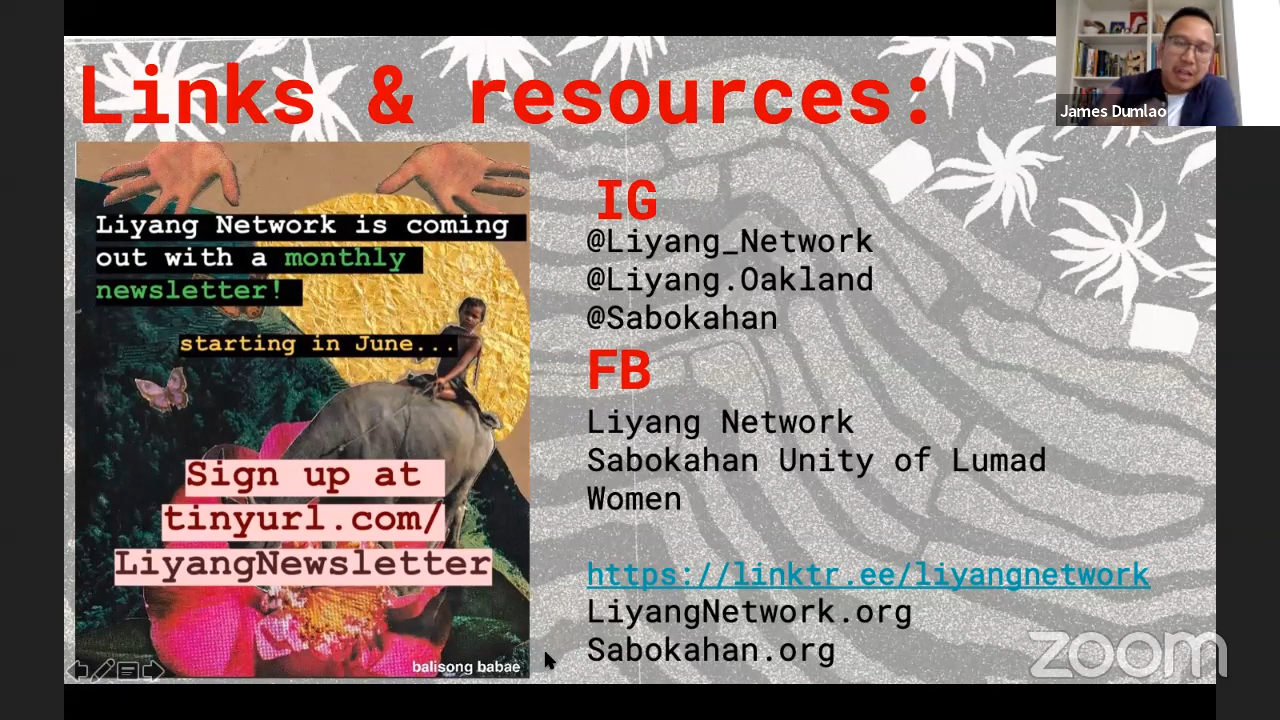 Links & resources:
James Dumlao
Liyang Network is coming
out with a monthly
newsletter!
starting in June...
Sign up at
tinyurl.com/
LiyangNewsletter
balisong babae
IG
@Liyang_Network
@Liyang.Oakland
@Sabokahan
FB
Liyang Network
Sabokahan Unity of Lumad
Women
https://linktr.ee/liyangnetwork
LiyangNetwork.org
Sabokahan.org
zoom